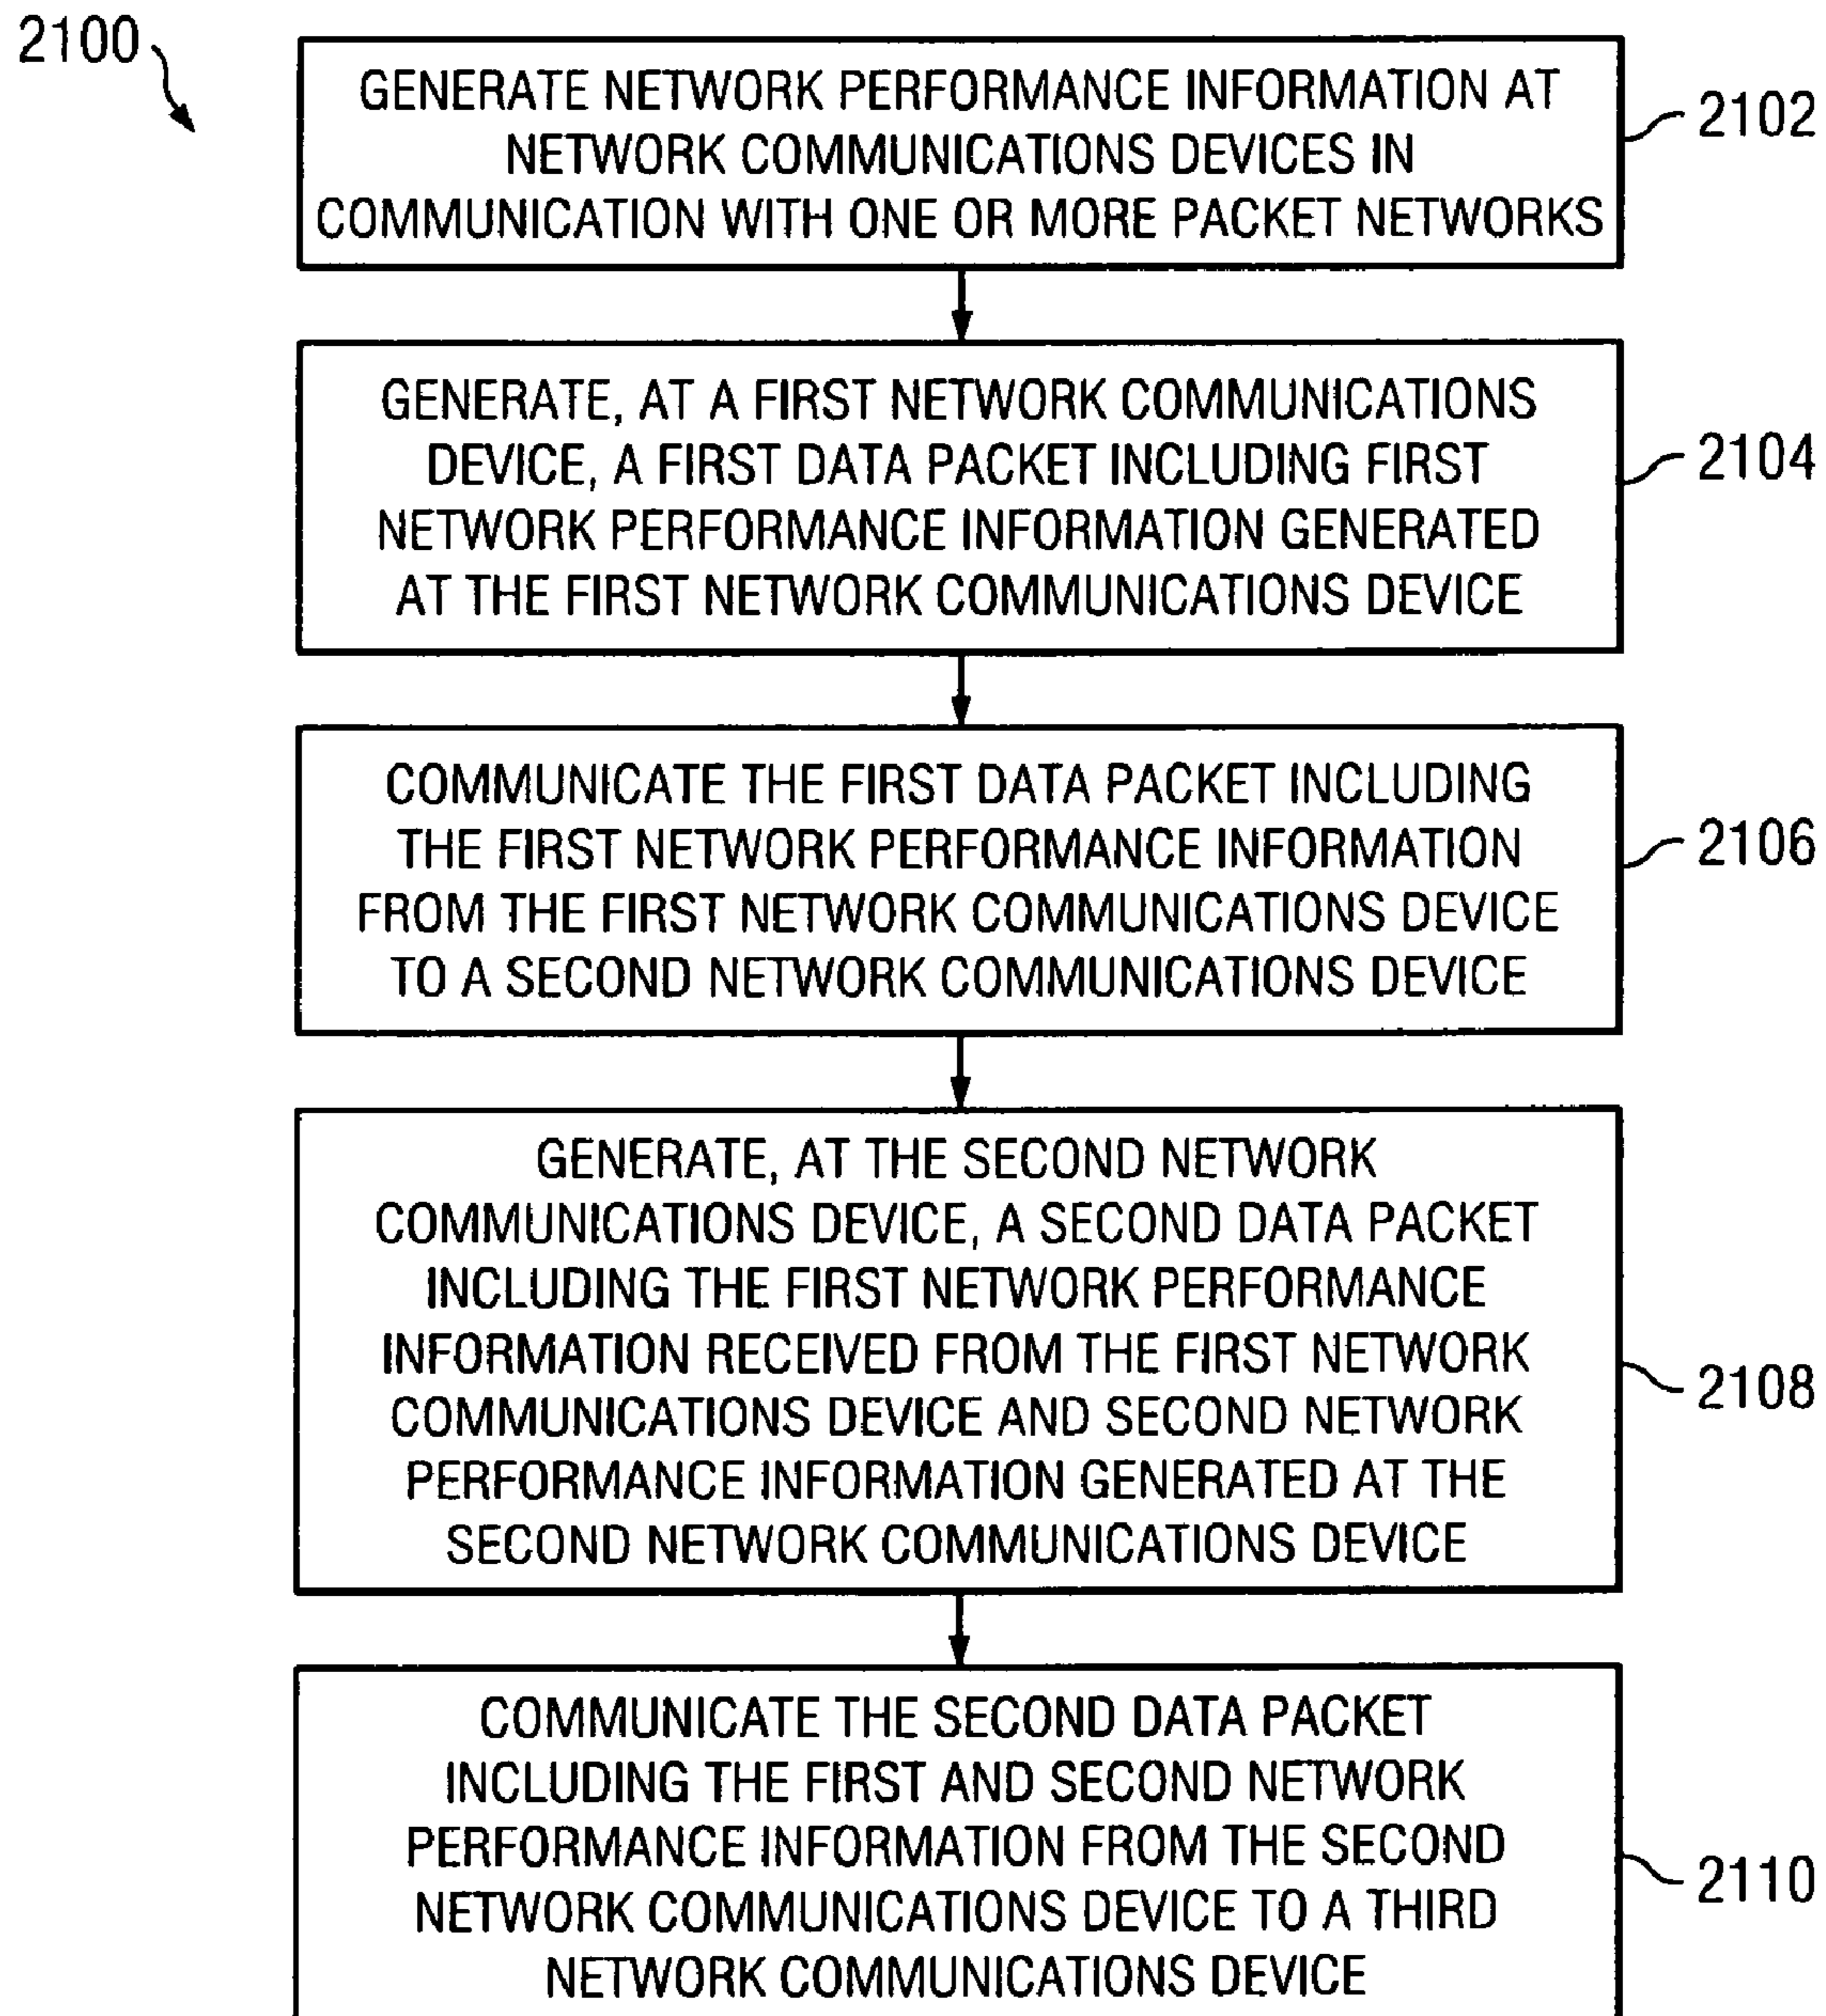 2100
GENERATE NETWORK PERFORMANCE INFORMATION AT
NETWORK COMMUNICATIONS DEVICES IN
COMMUNICATION WITH ONE OR MORE PACKET NETWORKS
2102
GENERATE, AT A FIRST NETWORK COMMUNICATIONS
DEVICE, A FIRST DATA PACKET INCLUDING FIRST
NETWORK PERFORMANCE INFORMATION GENERATED
AT THE FIRST NETWORK COMMUNICATIONS DEVICE
2104
COMMUNICATE THE FIRST DATA PACKET INCLUDING
THE FIRST NETWORK PERFORMANCE INFORMATION
FROM THE FIRST NETWORK COMMUNICATIONS DEVICE
TO A SECOND NETWORK COMMUNICATIONS DEVICE
2106
GENERATE, AT THE SECOND NETWORK
COMMUNICATIONS DEVICE, A SECOND DATA PACKET
INCLUDING THE FIRST NETWORK PERFORMANCE
INFORMATION RECEIVED FROM THE FIRST NETWORK
COMMUNICATIONS DEVICE AND SECOND NETWORK
PERFORMANCE INFORMATION GENERATED AT THE
SECOND NETWORK COMMUNICATIONS DEVICE
2108
COMMUNICATE THE SECOND DATA PACKET
INCLUDING THE FIRST AND SECOND NETWORK
PERFORMANCE INFORMATION FROM THE SECOND
NETWORK COMMUNICATIONS DEVICE TO A THIRD
NETWORK COMMUNICATIONS DEVICE
2110